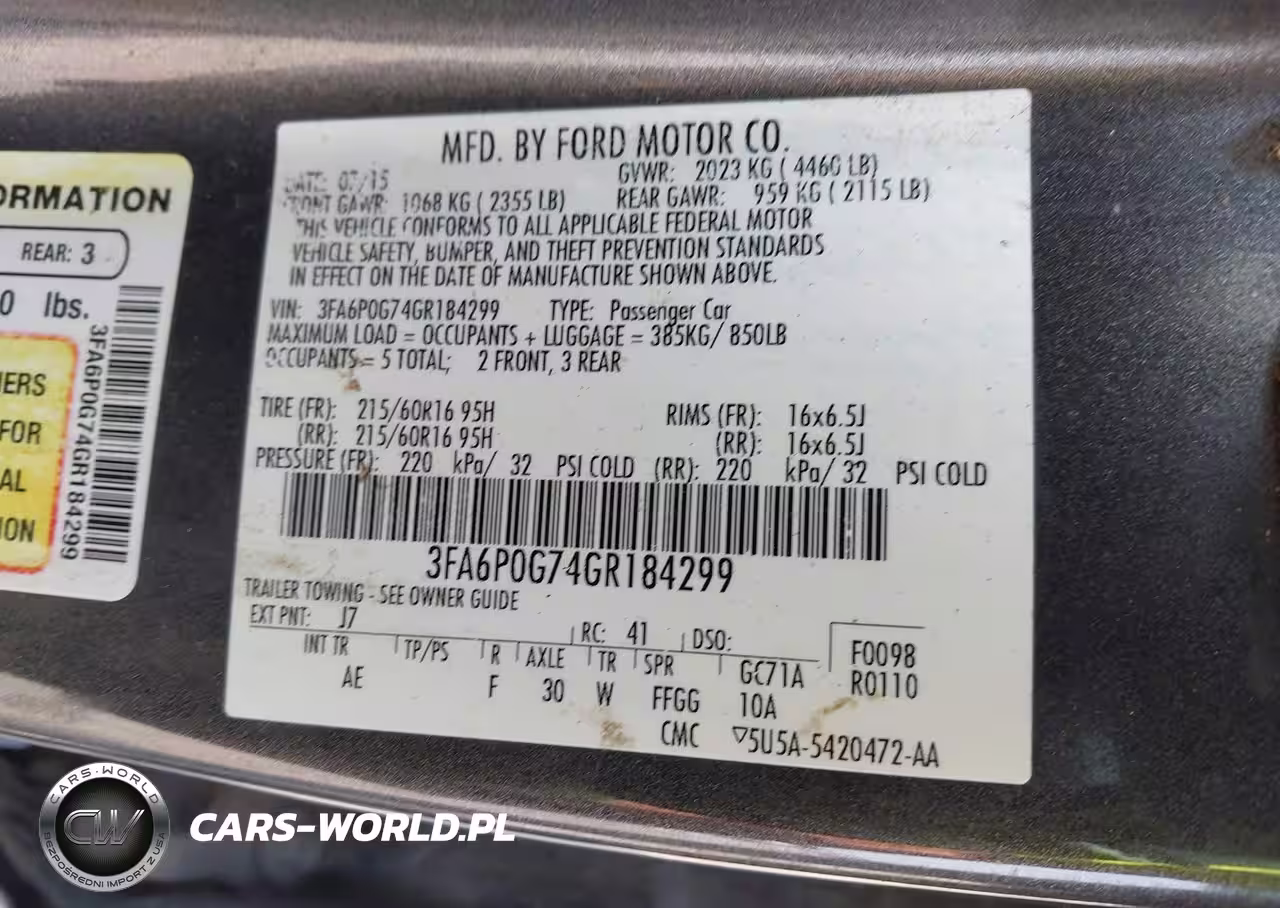 ORMATION
REAR: 3
0 lbs.
3FA6P0G74GR184299
IERS
FOR
AL
ION
MFD. BY FORD MOTOR CO.
DATE: 07/15 GVWR: 2023 KG ( 4460 LB)
FRONT GAWR: 1068 KG ( 2355 LB) REAR GAWR: 959 KG ( 2115 LB)
THIS VEHICLE CONFORMS TO ALL APPLICABLE FEDERAL MOTOR
VEHICLE SAFETY, BUMPER, AND THEFT PREVENTION STANDARDS
IN EFFECT ON THE DATE OF MANUFACTURE SHOWN ABOVE.
VIN: 3FA6P0G74GR184299 TYPE: Passenger Car
MAXIMUM LOAD = OCCUPANTS + LUGGAGE = 385KG/ 850LB
OCCUPANTS = 5 TOTAL; 2 FRONT, 3 REAR
TIRE (FR): 215/60R16 95H RIMS (FR): 16x6.5J
(RR): 215/60R16 95H (RR): 16x6.5J
PRESSURE (FR): 220 kPa/ 32 PSI COLD (RR): 220 kPa/ 32 PSI COLD
3FA6P0G74GR184299
TRAILER TOWING - SEE OWNER GUIDE
EXT PNT: J7 RC: 41 DSO: F0098
INT TR TP/PS R AXLE TR SPR GC71A R0110
AE F 30 W FFGG 10A
CMC ▽5U5A-5420472-AA
CARS-WORLD
CW
BEZPOŚREDNI IMPORT Z USA
CARS-WORLD.PL